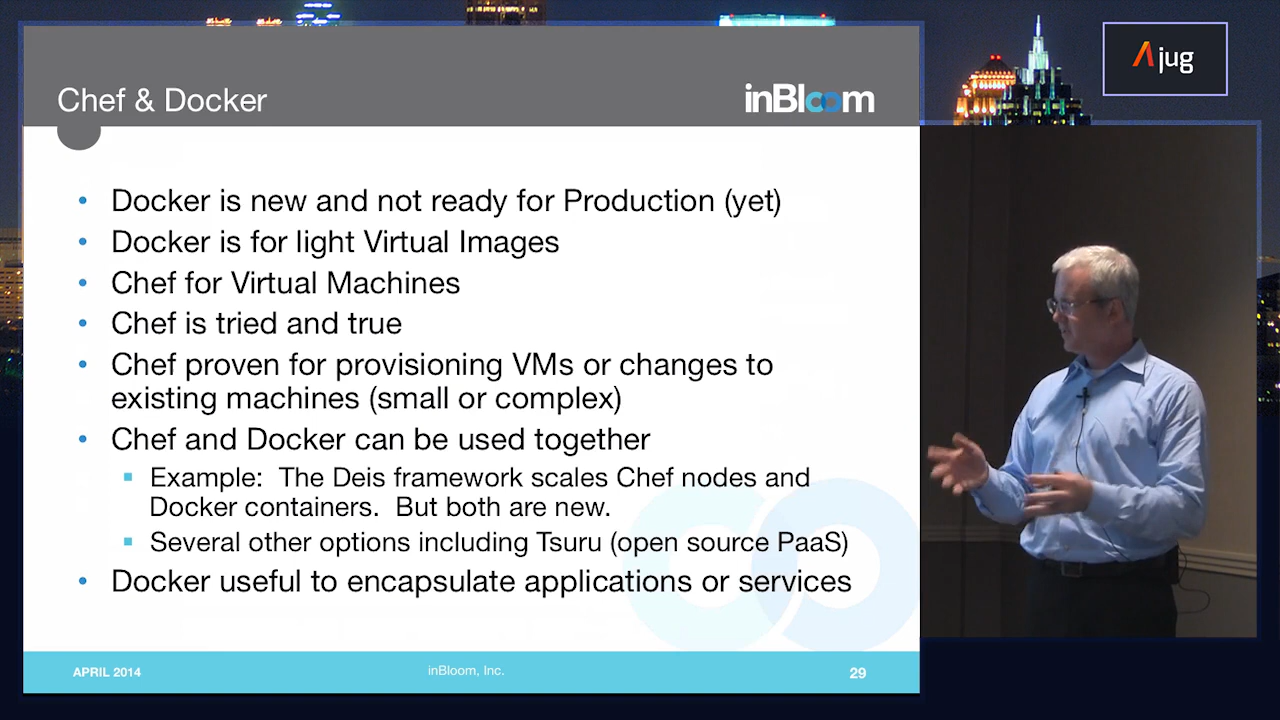 Chef & Docker
inBloom
jug
• Docker is new and not ready for Production (yet)
• Docker is for light Virtual Images
• Chef for Virtual Machines
• Chef is tried and true
• Chef proven for provisioning VMs or changes to
existing machines (small or complex)
• Chef and Docker can be used together
▪ Example: The Deis framework scales Chef nodes and
Docker containers. But both are new.
▪ Several other options including Tsuru (open source PaaS)
• Docker useful to encapsulate applications or services
APRIL 2014
inBloom, Inc.
29